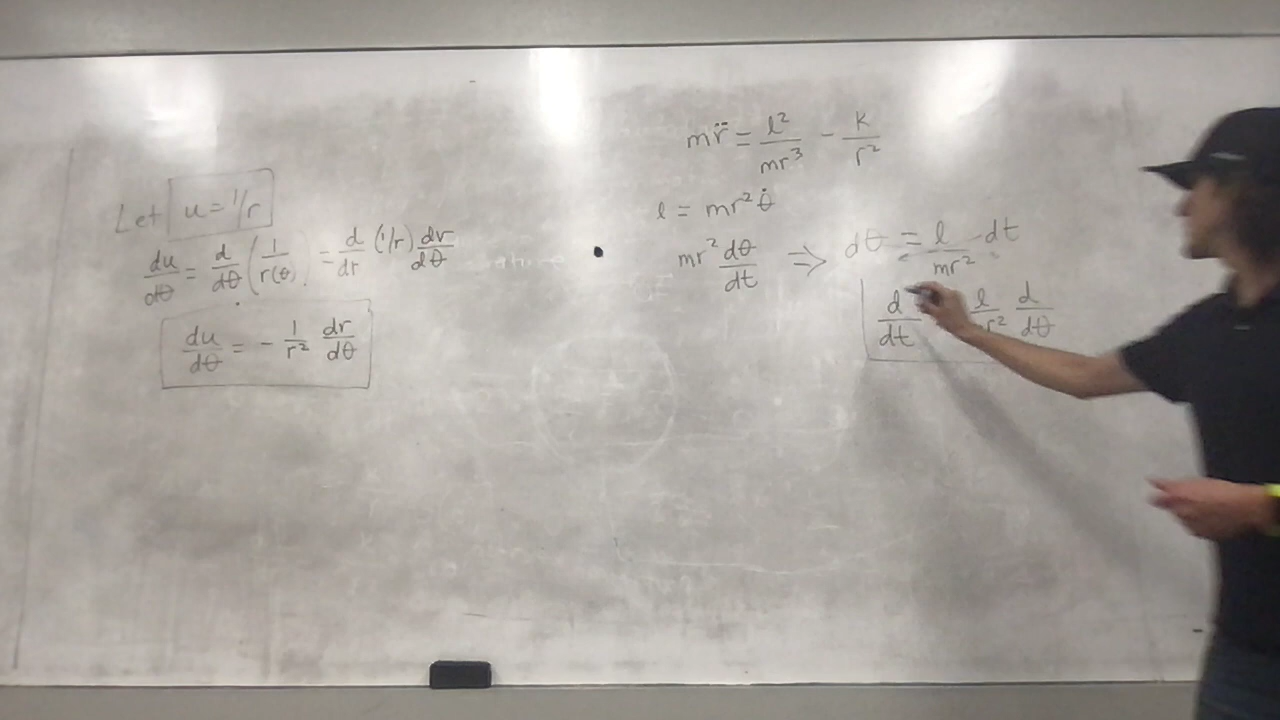 Let u = 1/r
du/dθ = d/dθ (1/r(θ)) = d/dr (1/r) dr/dθ
du/dθ = - 1/r² dr/dθ
mr̈ = l²/mr³ - k/r²
l = mr²θ̇
mr² dθ/dt ⇒ dθ = l/mr² dt
d/dt l/r² d/dθ